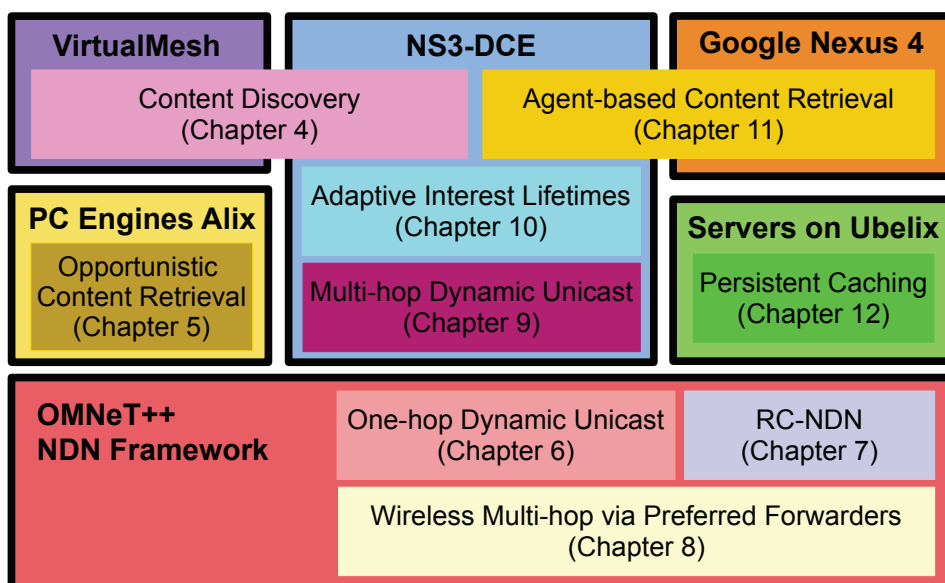 VirtualMesh
NS3-DCE
Google Nexus 4
Content Discovery
(Chapter 4)
Agent-based Content Retrieval
(Chapter 11)
Adaptive Interest Lifetimes
(Chapter 10)
Multi-hop Dynamic Unicast
(Chapter 9)
PC Engines Alix
Opportunistic
Content Retrieval
(Chapter 5)
Servers on Ubelix
Persistent Caching
(Chapter 12)
OMNeT++
NDN Framework
One-hop Dynamic Unicast
(Chapter 6)
RC-NDN
(Chapter 7)
Wireless Multi-hop via Preferred Forwarders
(Chapter 8)